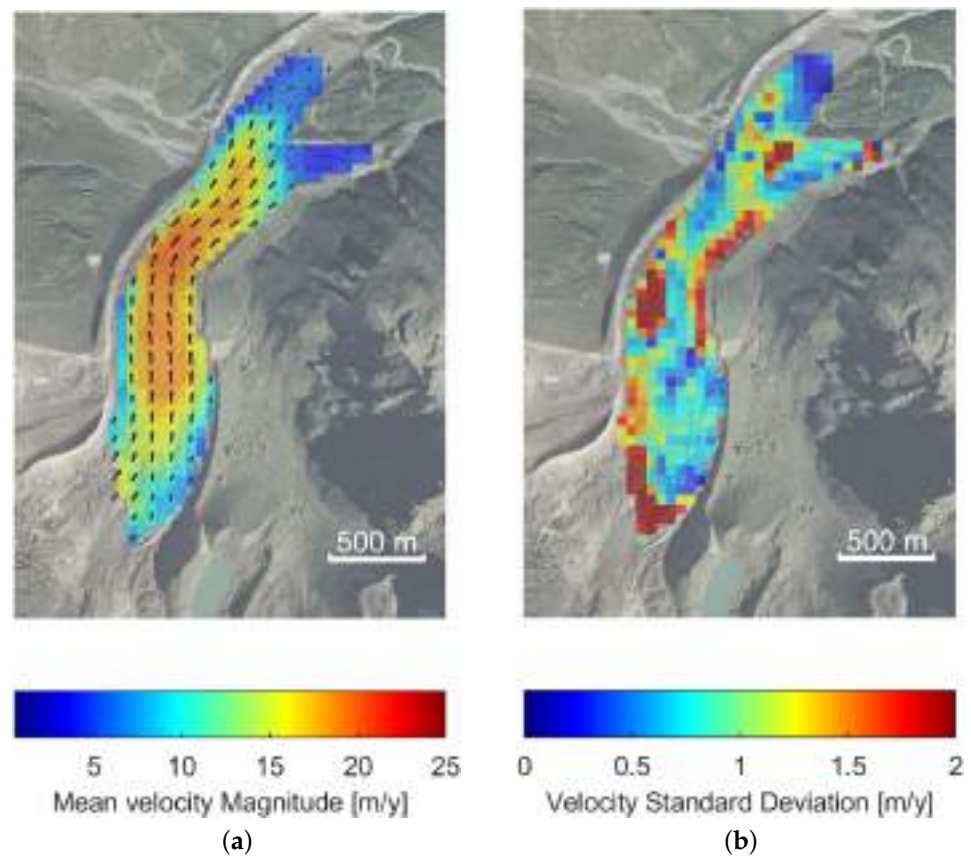 500 m
500 m
5 10 15 20 25
Mean velocity Magnitude [m/y]
0 0.5 1 1.5 2
Velocity Standard Deviation [m/y]
(a)
(b)